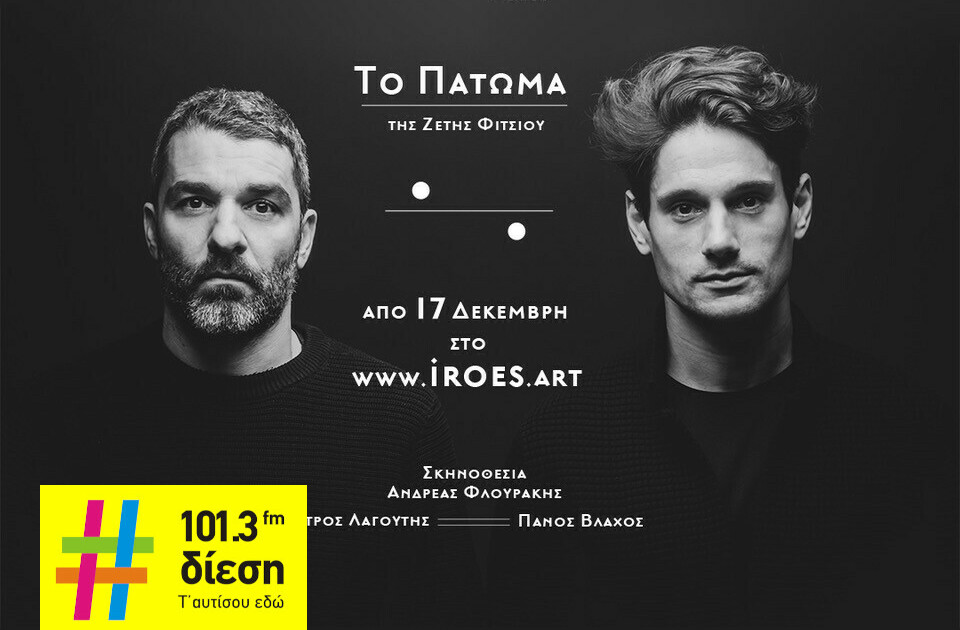 Το Πατωμα
της Ζετης Φιτσιου
απο 17 Δεκεμβρη
στο
www.iroes.art
Σκηνοθεσια
Ανδρεας Φλουρακης
τρος Λαγουτης Πανος Βλαχος
101.3 fm
δίεση
Τ'αυτίσου εδώ